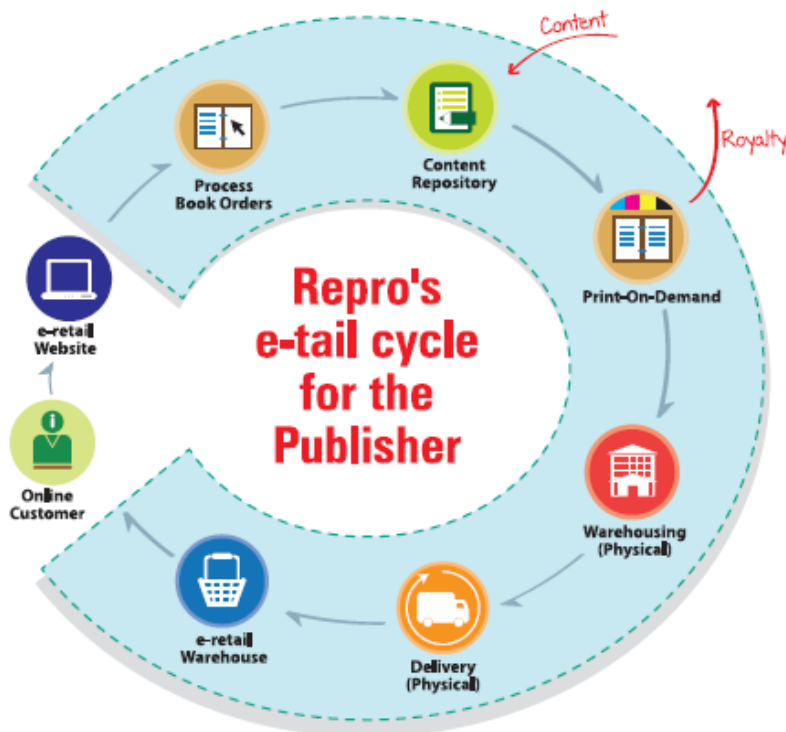 Content
Royalty
Process
Book Orders
Content
Repository
Print-On-Demand
e-retail
Website
Repro's
e-tail cycle
for the
Publisher
Online
Customer
Warehousing
(Physical)
e-retail
Warehouse
Delivery
(Physical)